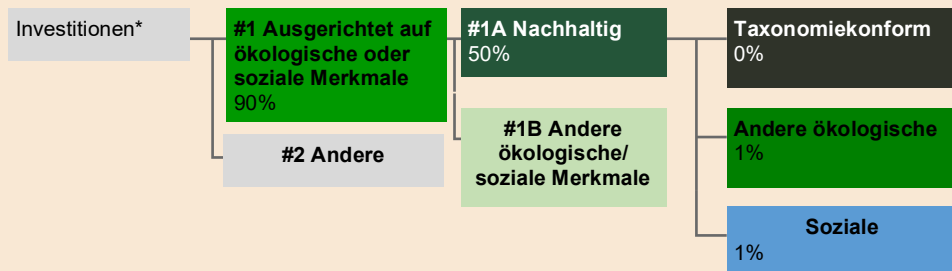 Investitionen*
#1 Ausgerichtet auf
ökologische oder
soziale Merkmale
90%
#2 Andere
#1A Nachhaltig
50%
#1B Andere
ökologische/
soziale Merkmale
Taxonomiekonform
0%
Andere ökologische
1%
Soziale
1%